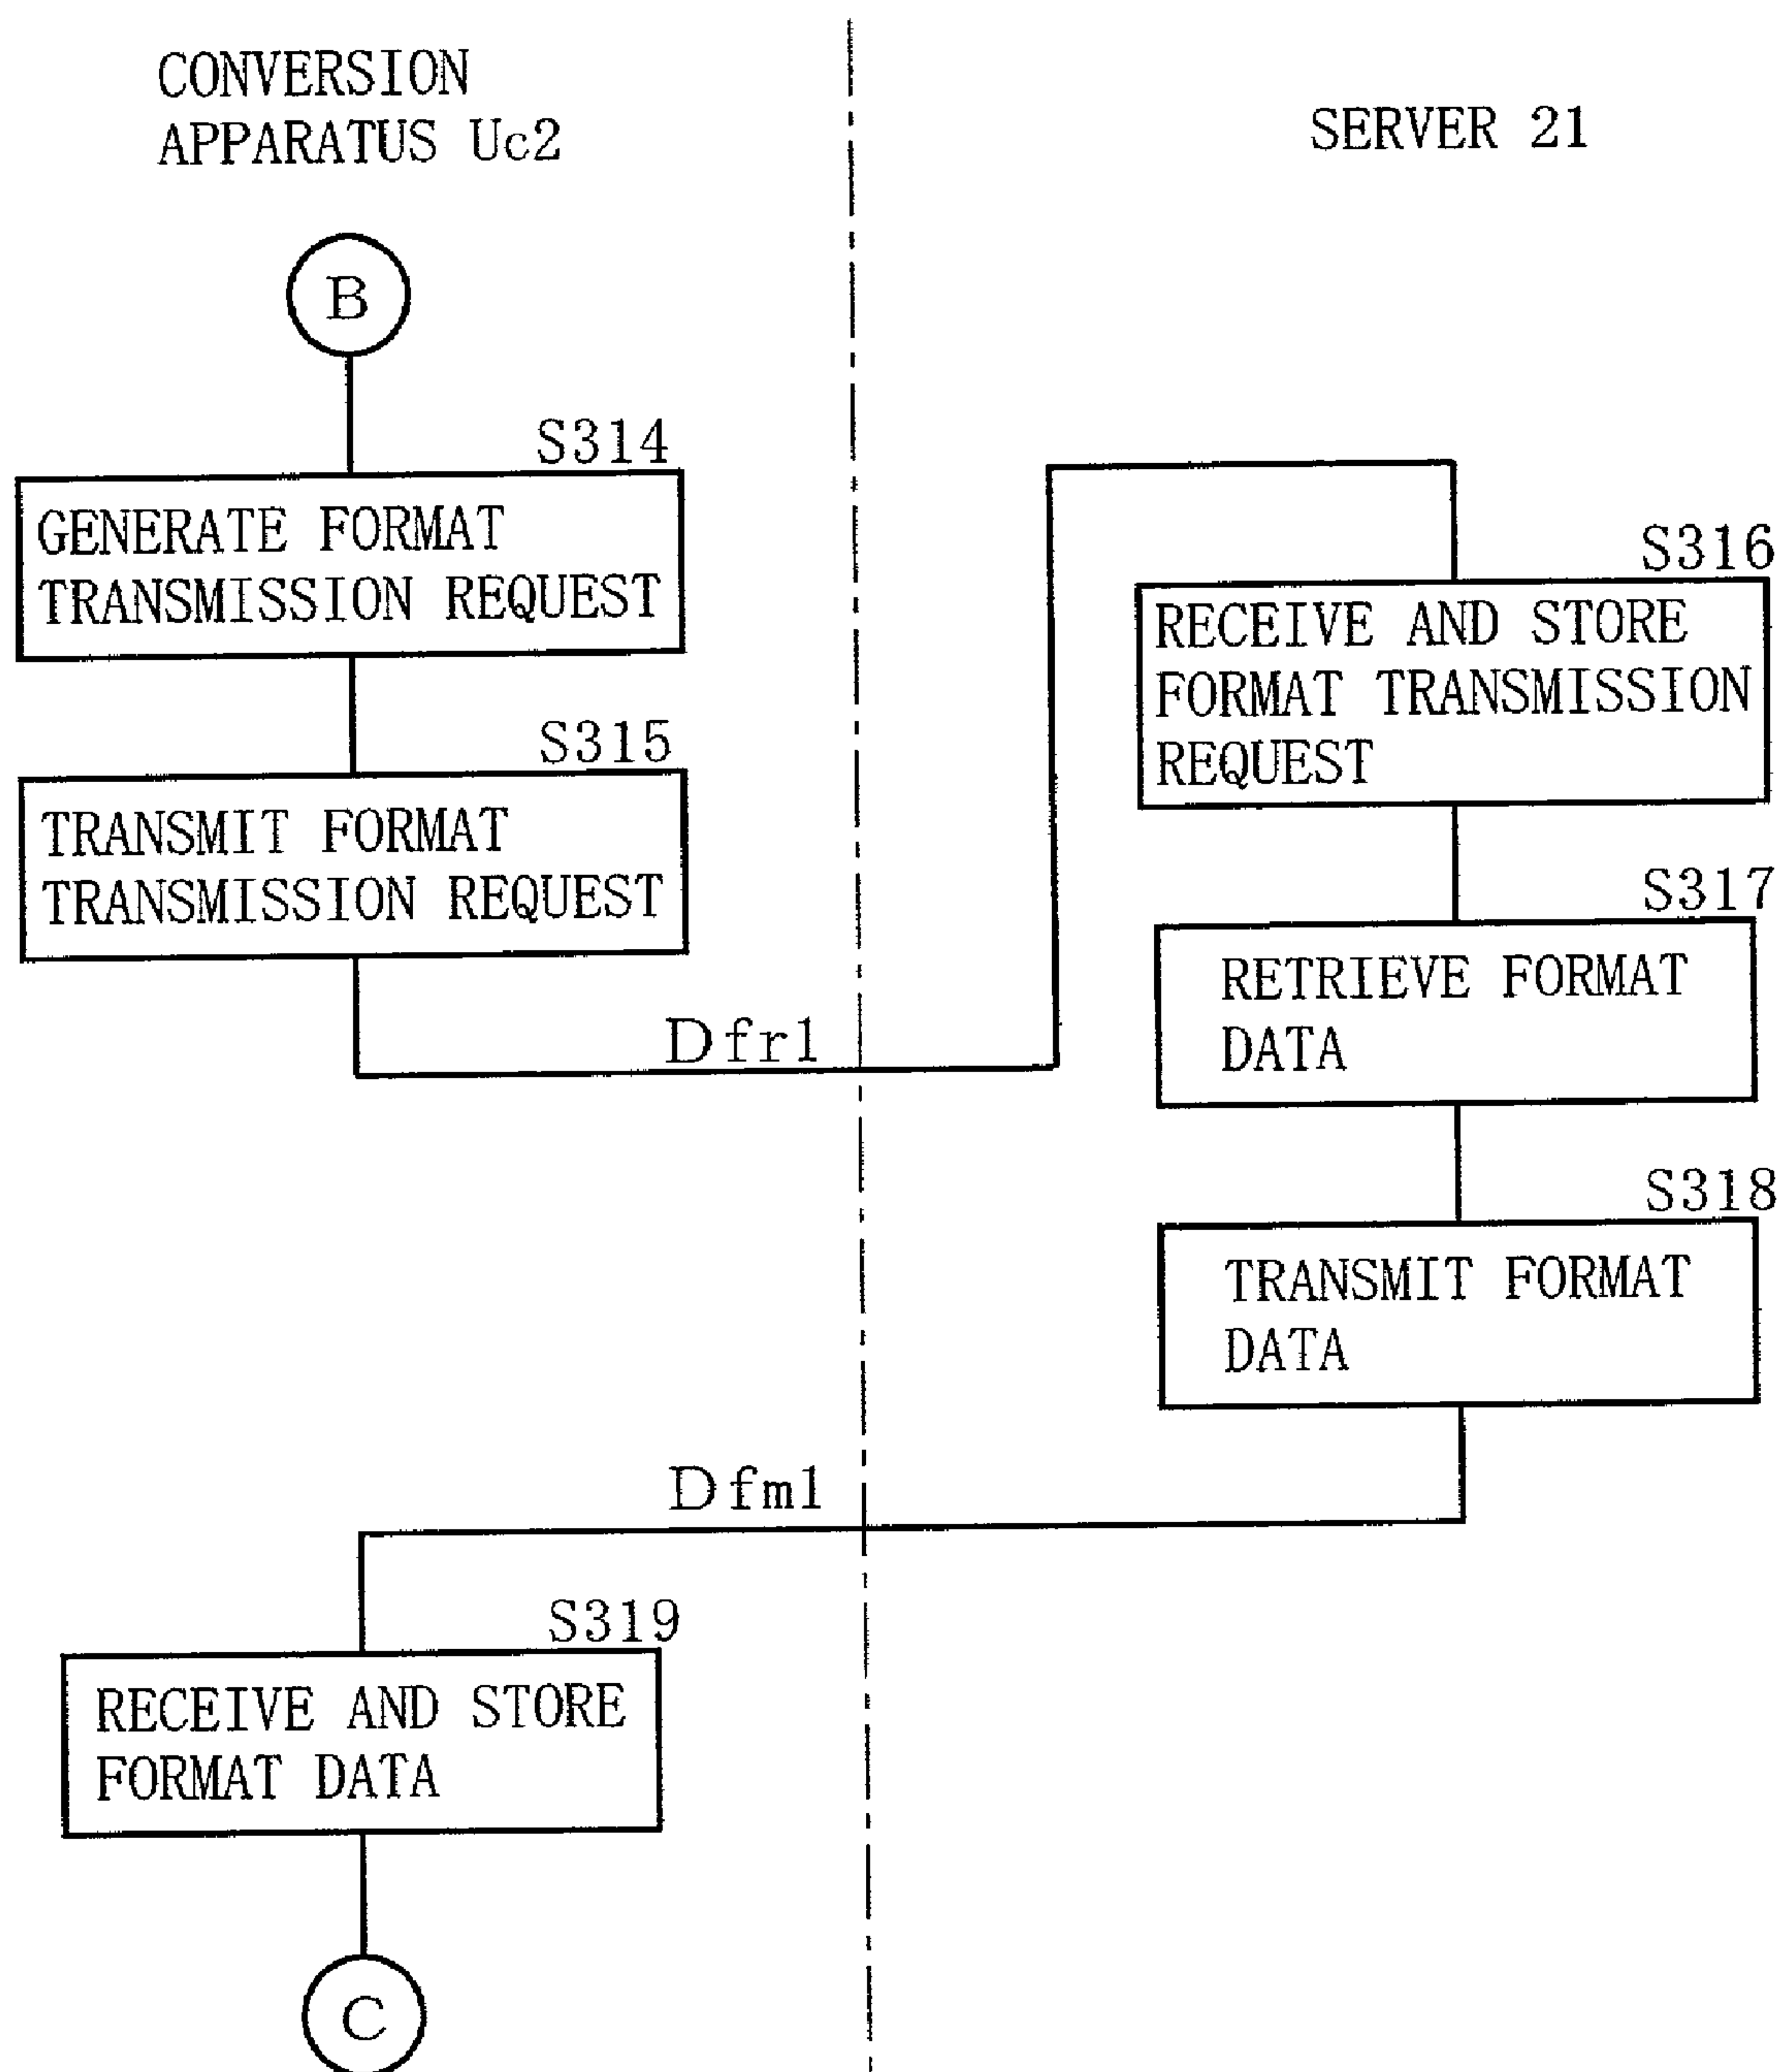 CONVERSION
APPARATUS Uc2
SERVER 21
B
S314
GENERATE FORMAT
TRANSMISSION REQUEST
S315
TRANSMIT FORMAT
TRANSMISSION REQUEST
Dfr1
S316
RECEIVE AND STORE
FORMAT TRANSMISSION
REQUEST
S317
RETRIEVE FORMAT
DATA
S318
TRANSMIT FORMAT
DATA
Dfm1
S319
RECEIVE AND STORE
FORMAT DATA
C